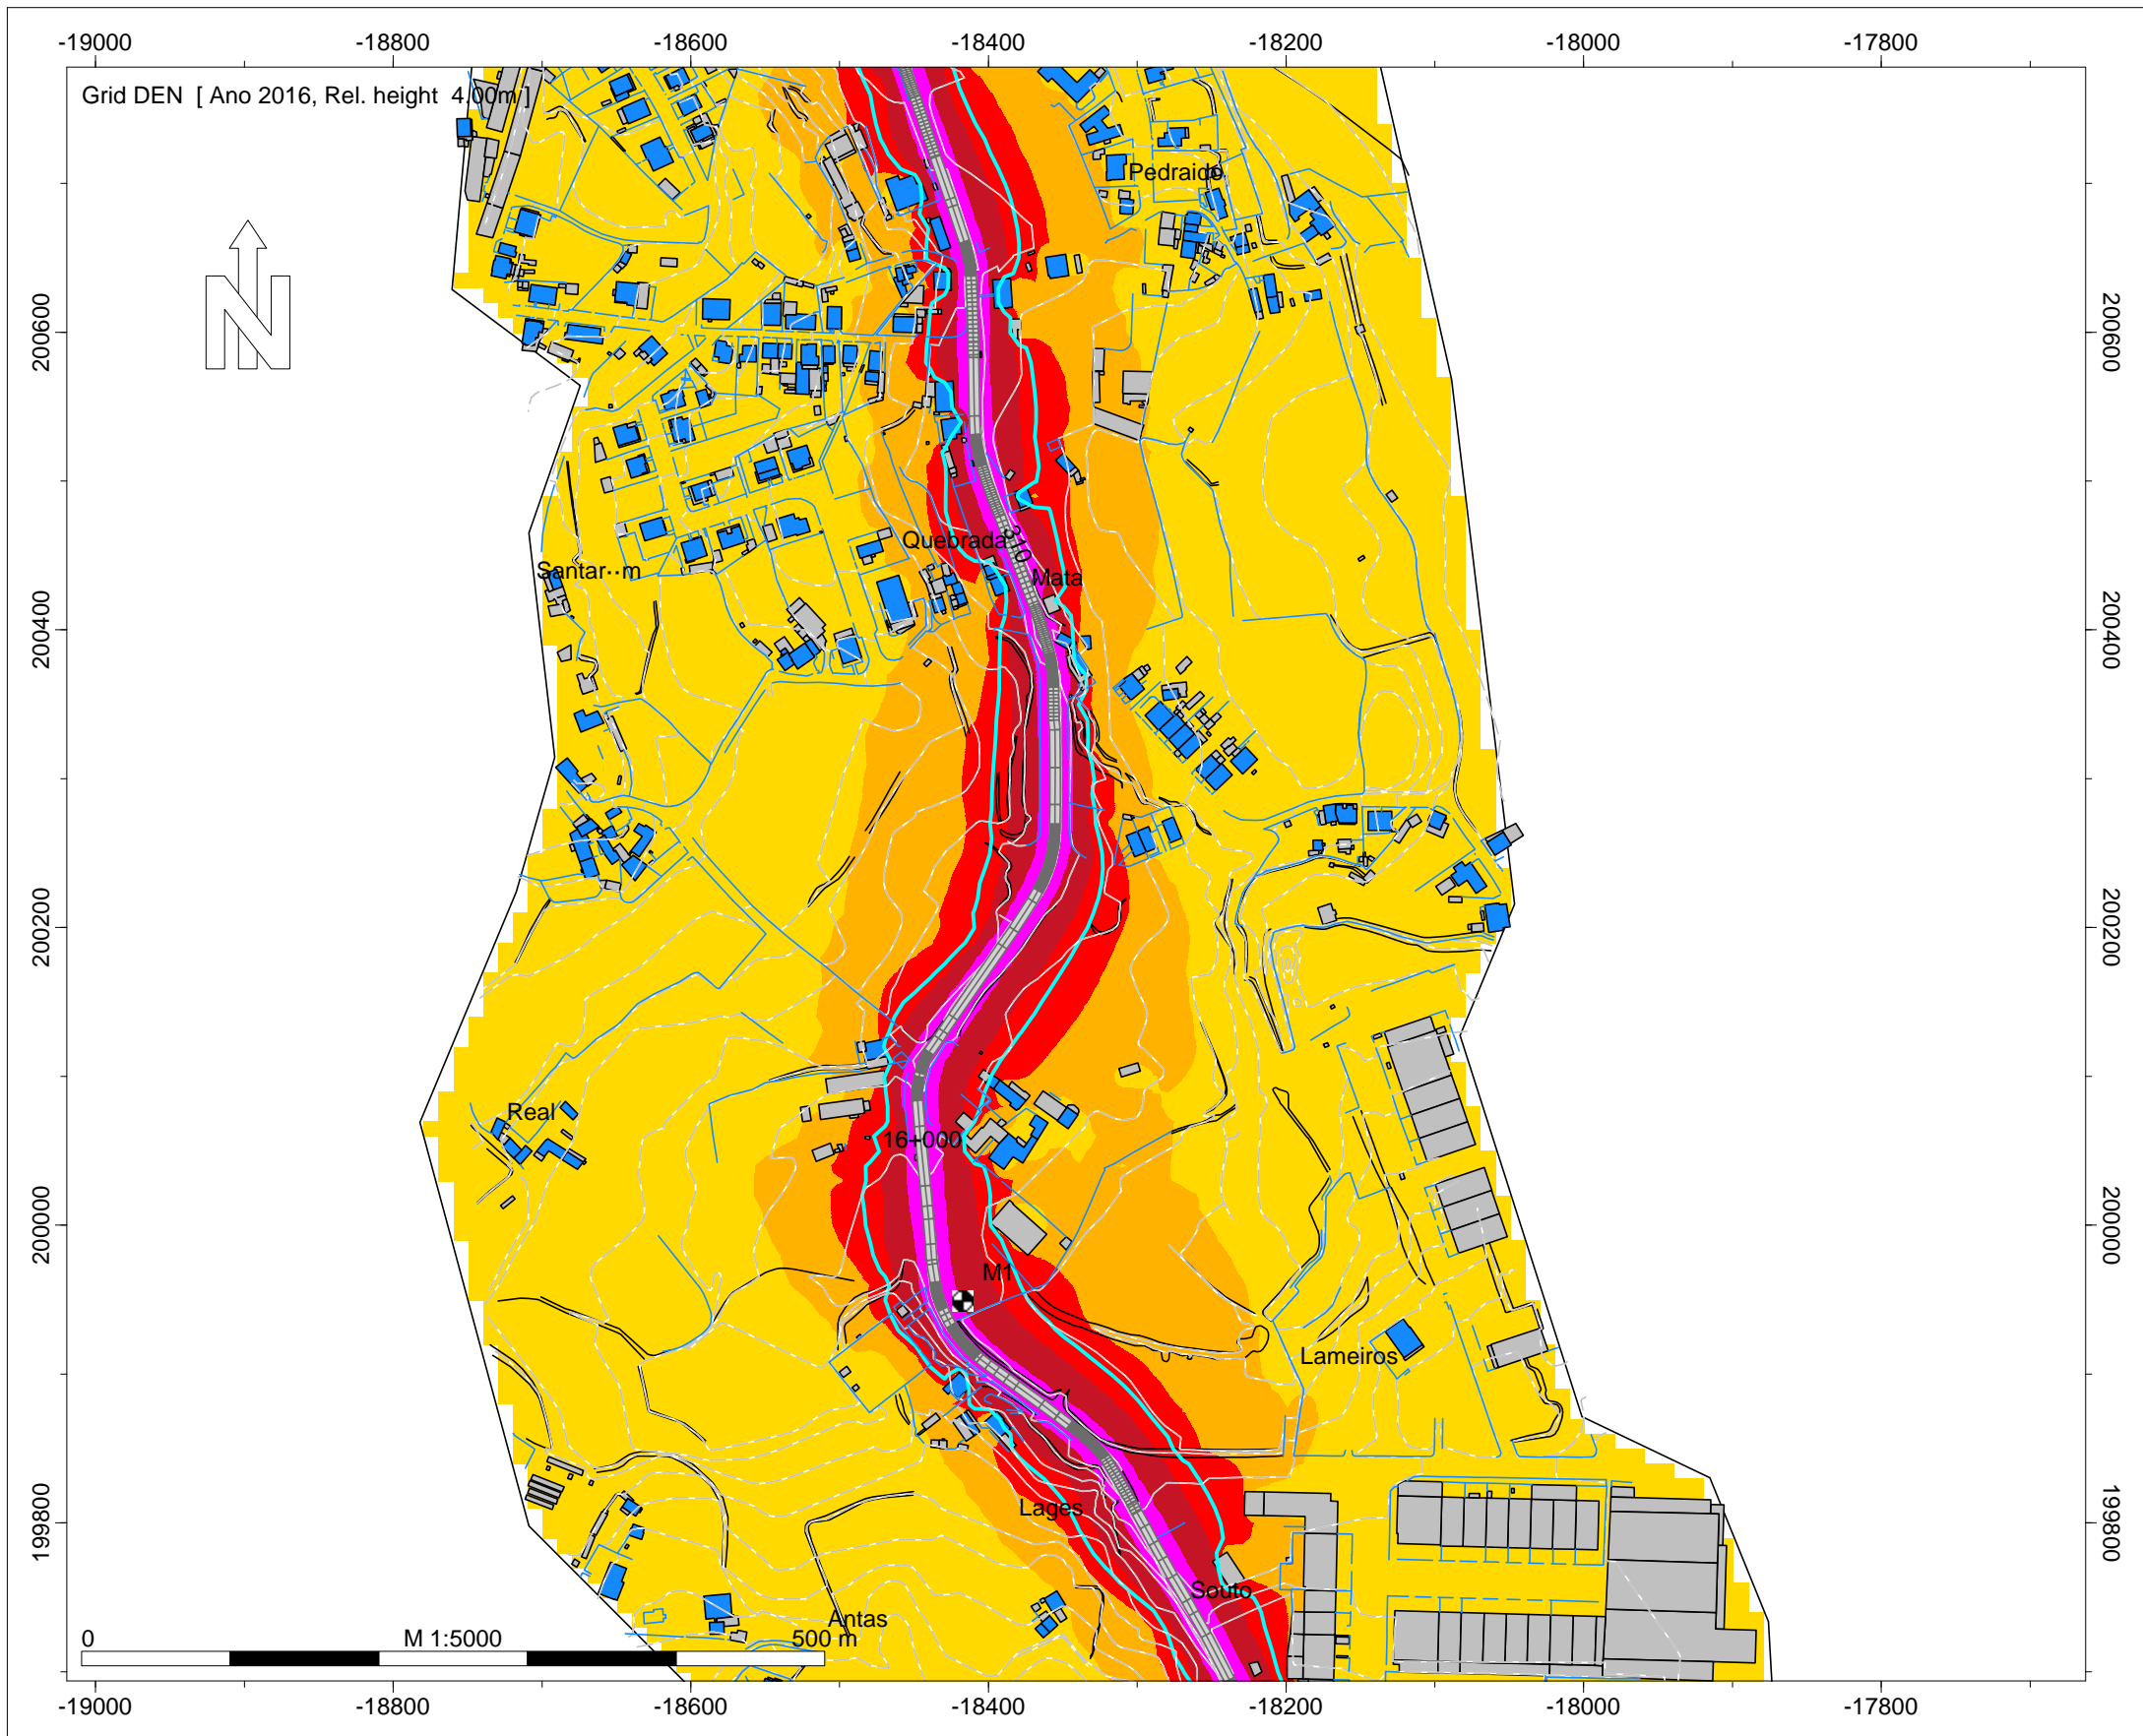 -19000 -18800 -18600 -18400 -18200 -18000 -17800
Grid DEN [ Ano 2016, Rel. height 4.00m ]
Pedraido
N
200600 200600
Quebrada
310
Santar··m
Mata
200400 200400
200200 200200
Real
16+000
200000 200000
M1
Lameiros
Lages
199800 199800
Souto
Antas
0 M 1:5000 500 m
-19000 -18800 -18600 -18400 -18200 -18000 -17800